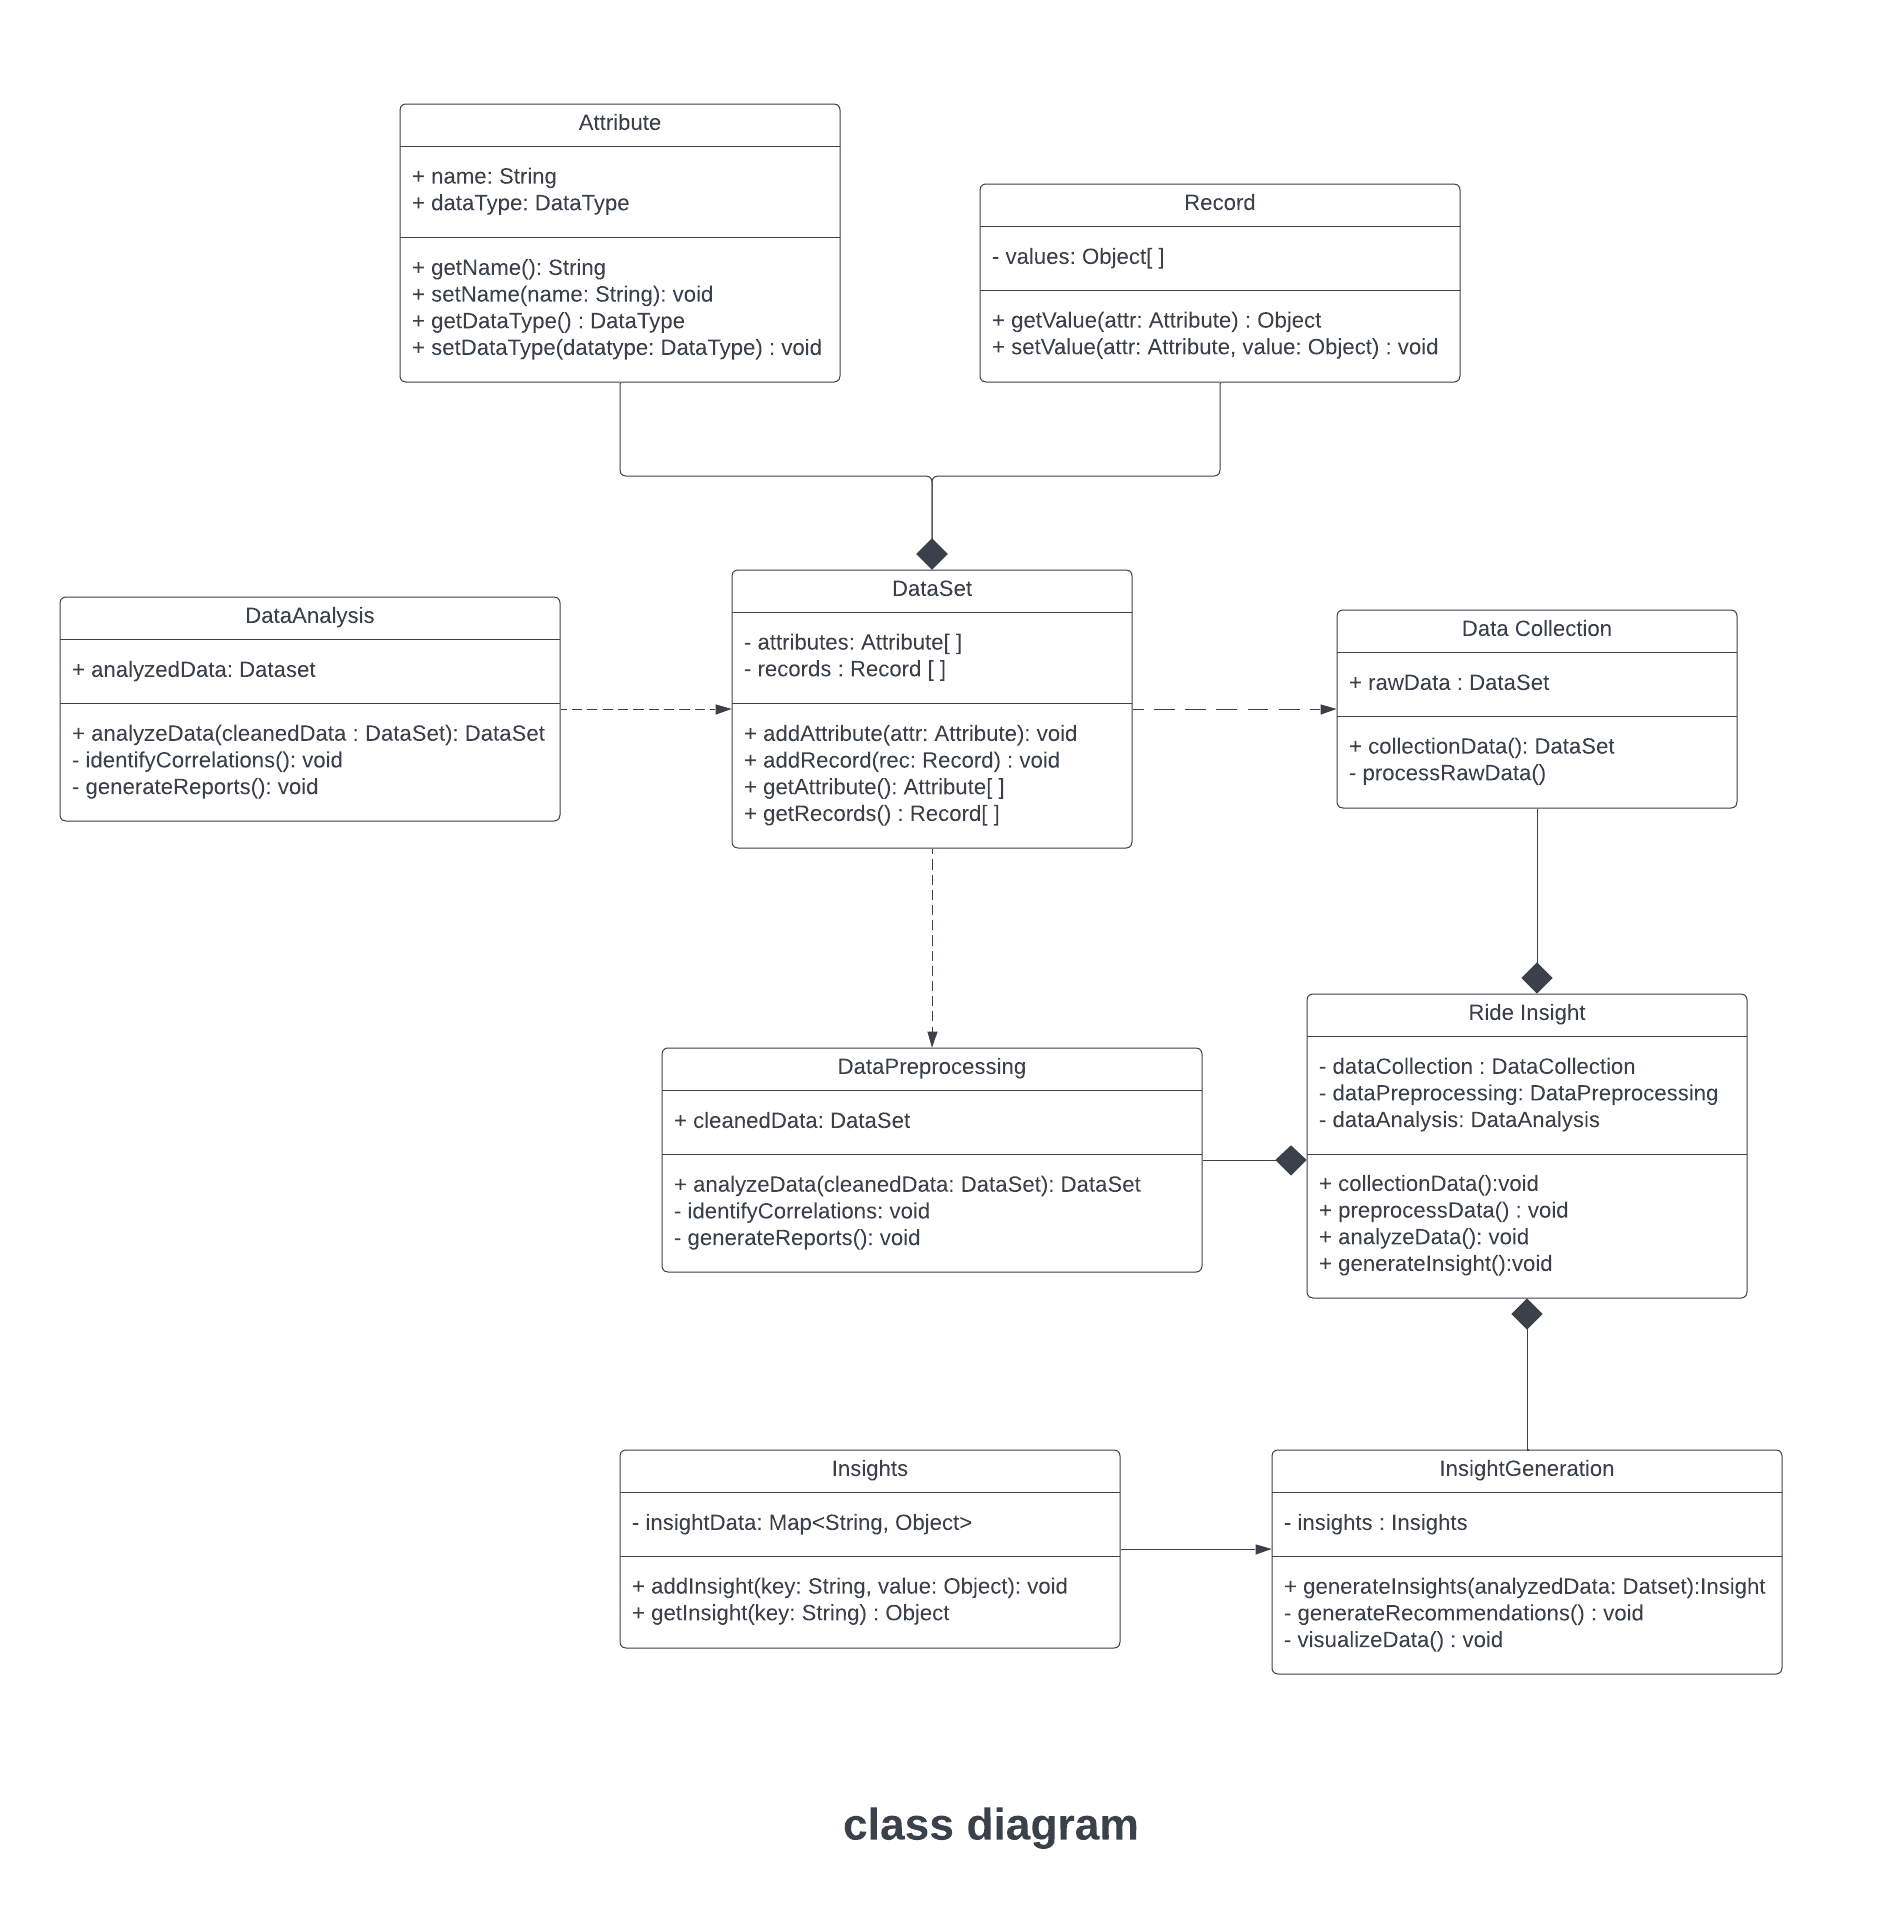 Attribute
+ name: String
+ dataType: DataType
+ getName(): String
+ setName(name: String): void
+ getDataType() : DataType
+ setDataType(datatype: DataType) : void
Record
- values: Object[ ]
+ getValue(attr: Attribute) : Object
+ setValue(attr: Attribute, value: Object) : void
DataAnalysis
+ analyzedData: Dataset
+ analyzeData(cleanedData : DataSet): DataSet
- identifyCorrelations(): void
- generateReports(): void
DataSet
- attributes: Attribute[ ]
- records : Record [ ]
+ addAttribute(attr: Attribute): void
+ addRecord(rec: Record) : void
+ getAttribute(): Attribute[ ]
+ getRecords() : Record[ ]
Data Collection
+ rawData : DataSet
+ collectionData(): DataSet
- processRawData()
DataPreprocessing
+ cleanedData: DataSet
+ analyzeData(cleanedData: DataSet): DataSet
- identifyCorrelations: void
- generateReports(): void
Ride Insight
- dataCollection : DataCollection
- dataPreprocessing: DataPreprocessing
- dataAnalysis: DataAnalysis
+ collectionData():void
+ preprocessData() : void
+ analyzeData(): void
+ generateInsight():void
Insights
- insightData: Map<String, Object>
+ addInsight(key: String, value: Object): void
+ getInsight(key: String) : Object
InsightGeneration
- insights : Insights
+ generateInsights(analyzedData: Datset):Insight
- generateRecommendations() : void
- visualizeData() : void
class diagram